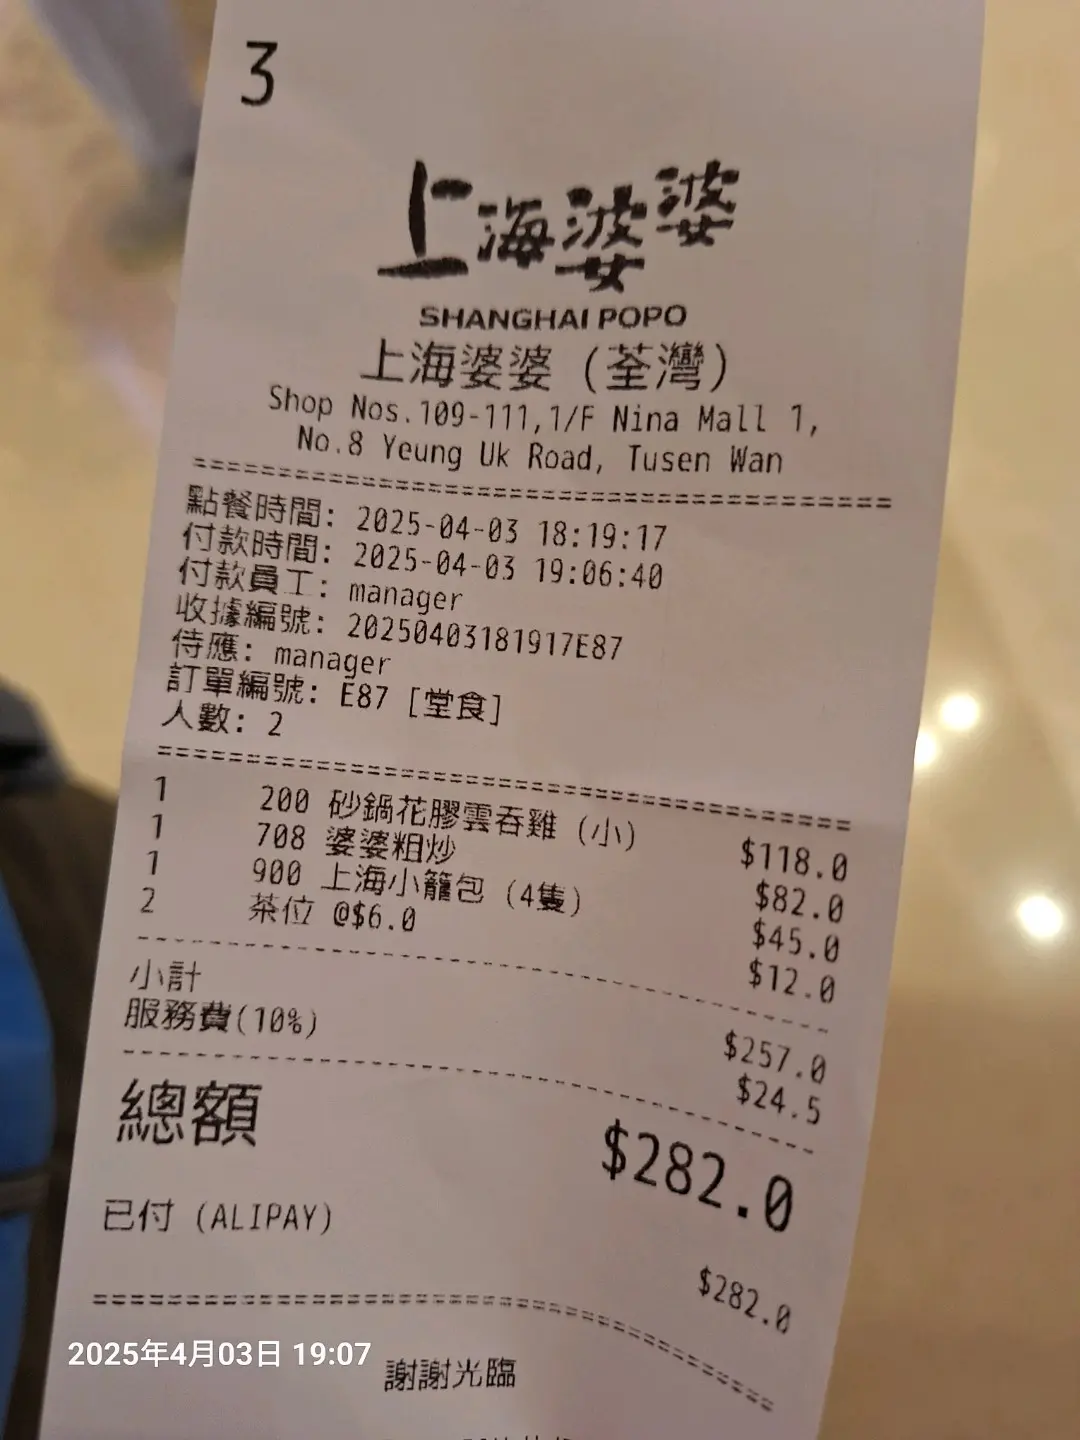 3
上海婆婆
SHANGHAI POPO
上海婆婆 (荃灣)
Shop Nos.109-111,1/F Nina Mall 1,
No.8 Yeung Uk Road, Tusen Wan
點餐時間: 2025-04-03 18:19:17
付款時間: 2025-04-03 19:06:40
付款員工: manager
收據編號: 20250403181917E87
侍應: manager
訂單編號: E87 [堂食]
人數: 2
1 200 砂鍋花膠雲吞雞 (小) $118.0
1 708 婆婆粗炒 $82.0
1 900 上海小籠包 (4隻) $45.0
2 茶位 @$6.0 $12.0
小計 $257.0
服務費(10%) $24.5
總額 $282.0
已付 (ALIPAY) $282.0
謝謝光臨
2025年4月03日 19:07